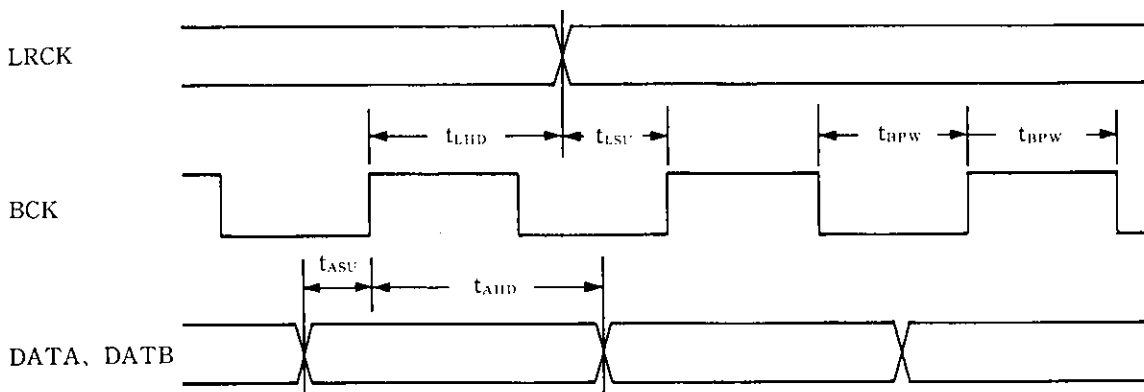 LRCK
tLHD tLSU tBPW tBPW
BCK
tASU tAHD
DATA、DATB